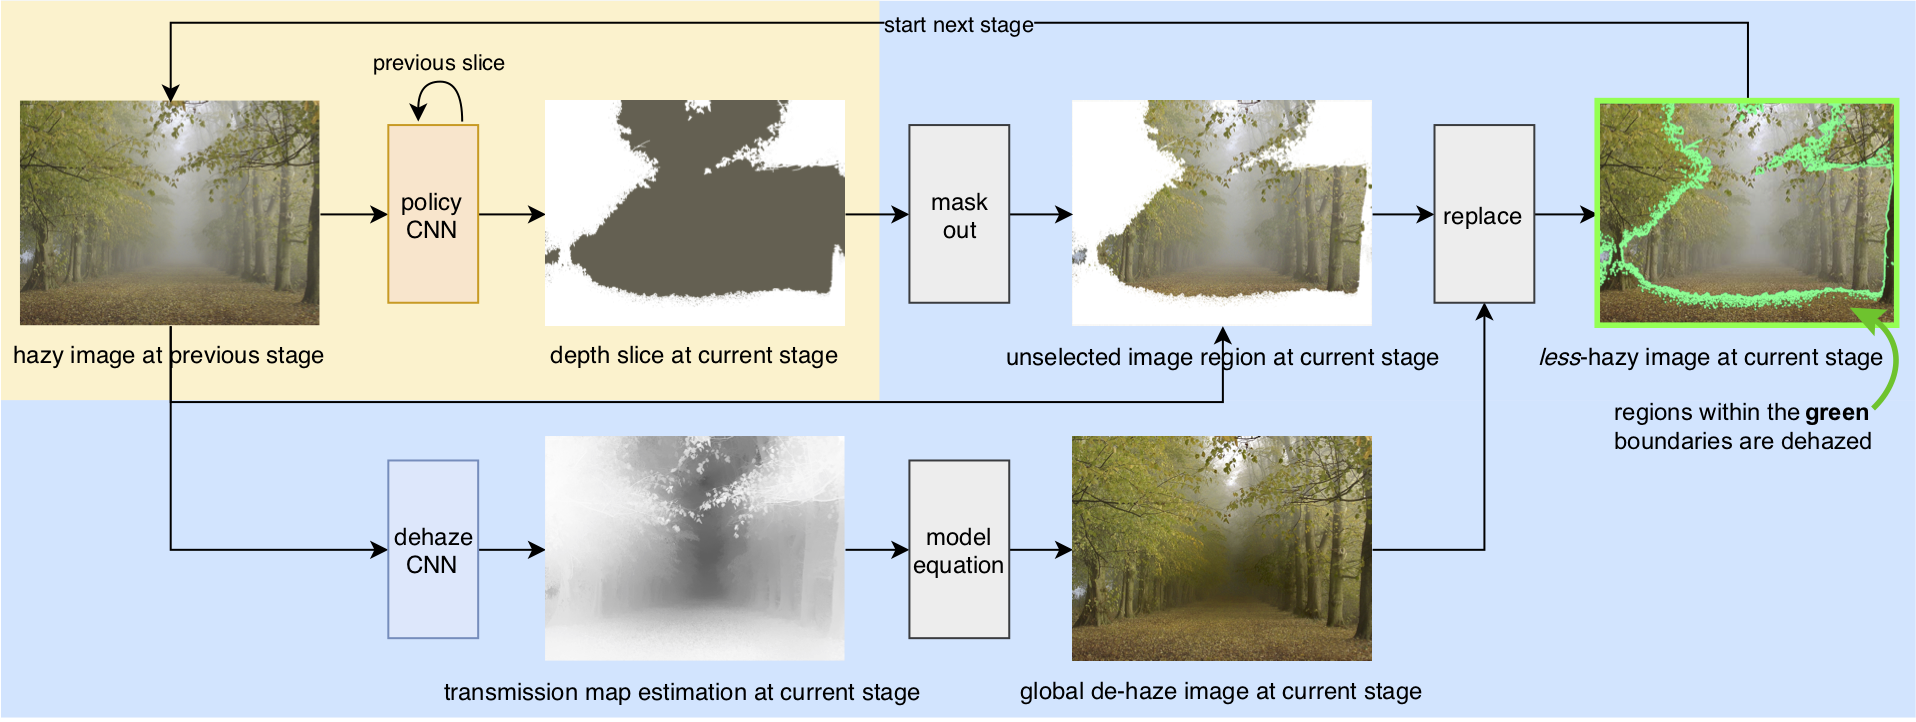 start next stage
previous slice
policy
CNN
mask
out
replace
hazy image at previous stage
depth slice at current stage
unselected image region at current stage
less-hazy image at current stage
regions within the green
boundaries are dehazed
dehaze
CNN
model
equation
transmission map estimation at current stage
global de-haze image at current stage